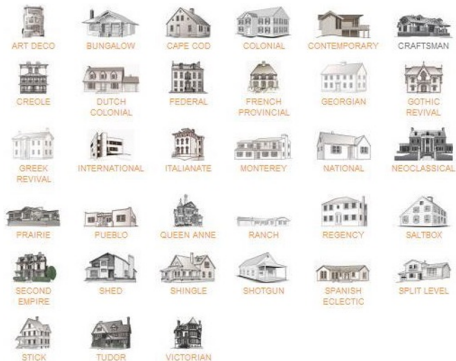 ART DECO
BUNGALOW
CAPE COD
COLONIAL
CONTEMPORARY
CRAFTSMAN
CREOLE
DUTCH
COLONIAL
FEDERAL
FRENCH
PROVINCIAL
GEORGIAN
GOTHIC
REVIVAL
GREEK
REVIVAL
INTERNATIONAL
ITALIANATE
MONTEREY
NATIONAL
NEOCLASSICAL
PRAIRIE
PUEBLO
QUEEN ANNE
RANCH
REGENCY
SALTBOX
SECOND
EMPIRE
SHED
SHINGLE
SHOTGUN
SPANISH
ECLECTIC
SPLIT LEVEL
STICK
TUDOR
VICTORIAN